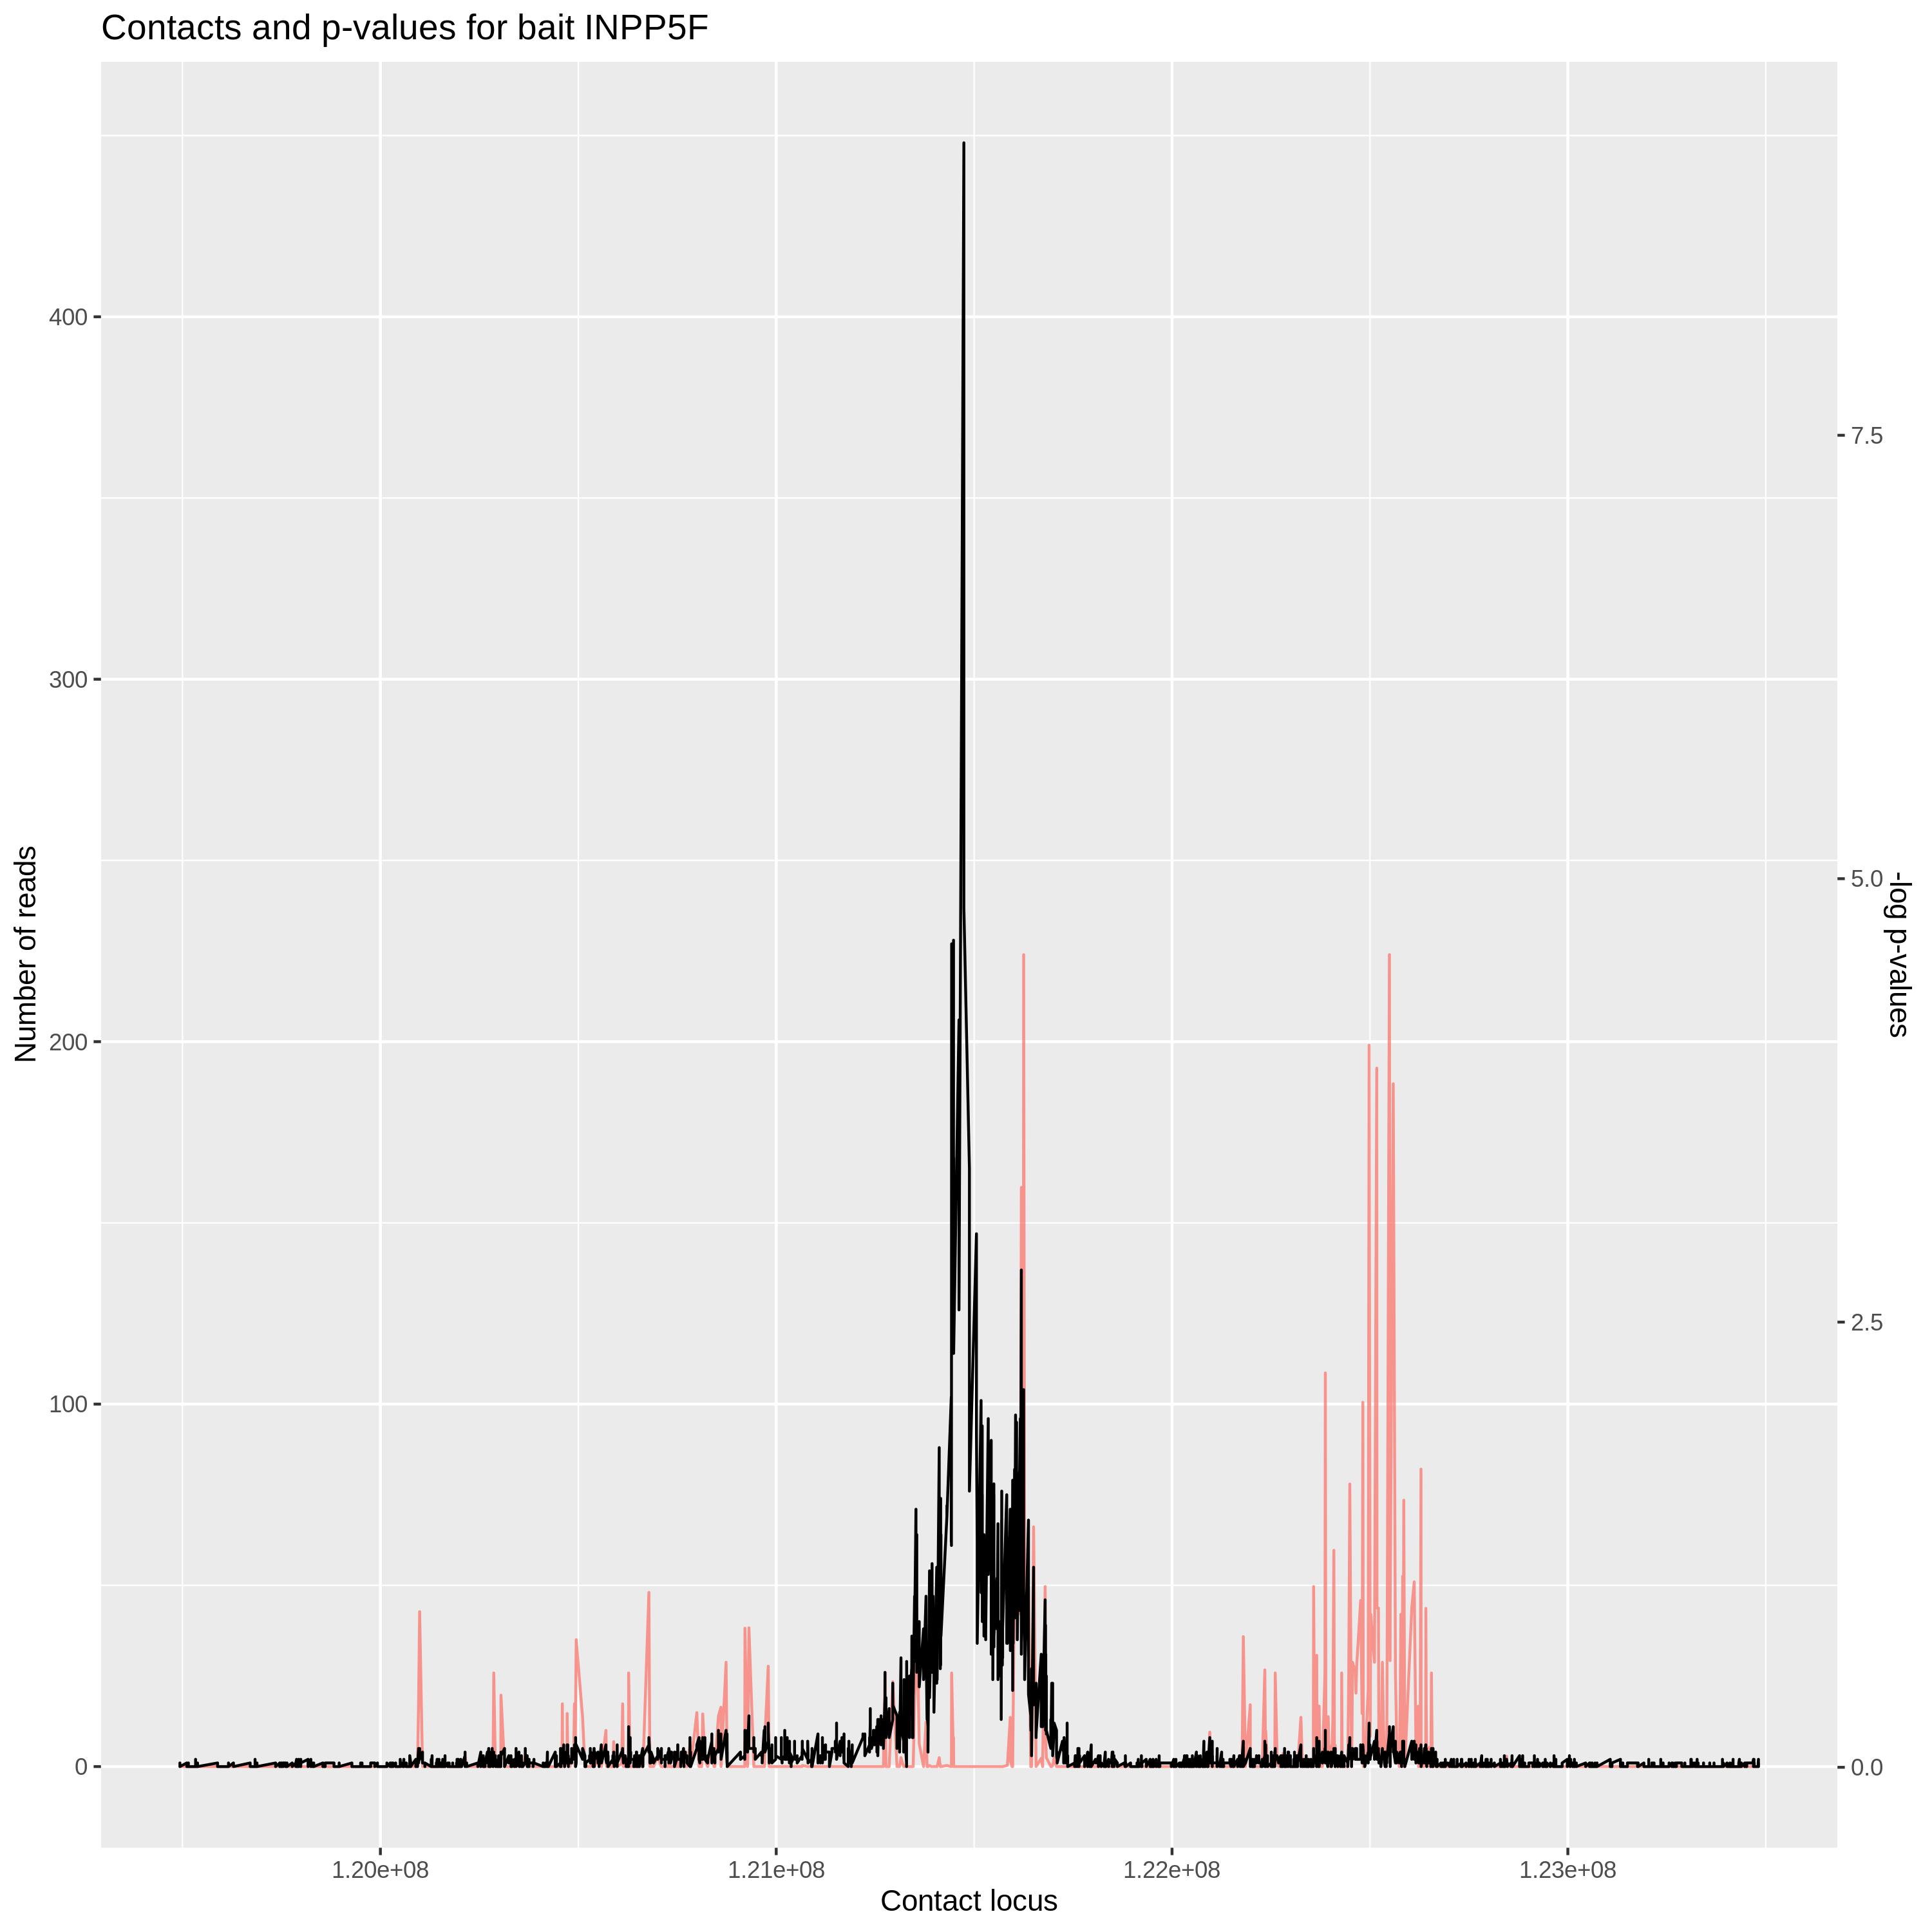 Contacts and p-values for bait INPP5F
400
300
200
100
0
Number of reads
7.5
5.0
2.5
0.0
-log p-values
1.20e+08
1.21e+08
1.22e+08
1.23e+08
Contact locus